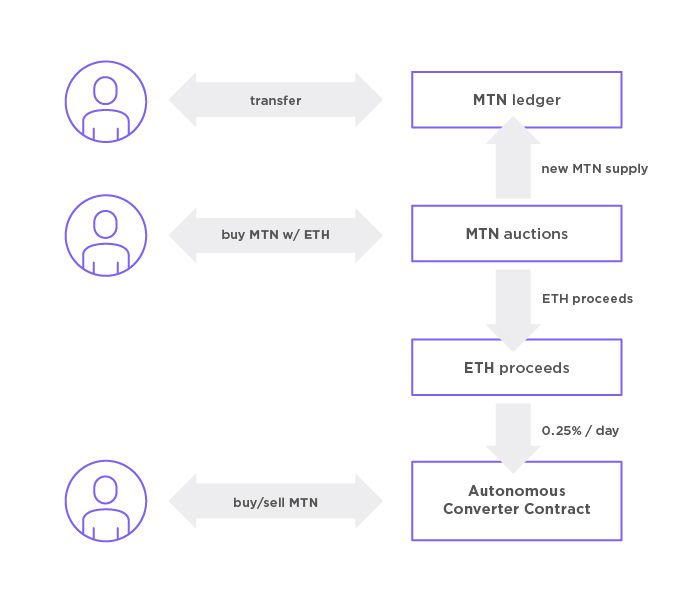 transfer
MTN ledger
new MTN supply
buy MTN w/ ETH
MTN auctions
ETH proceeds
ETH proceeds
0.25% / day
buy/sell MTN
Autonomous
Converter Contract